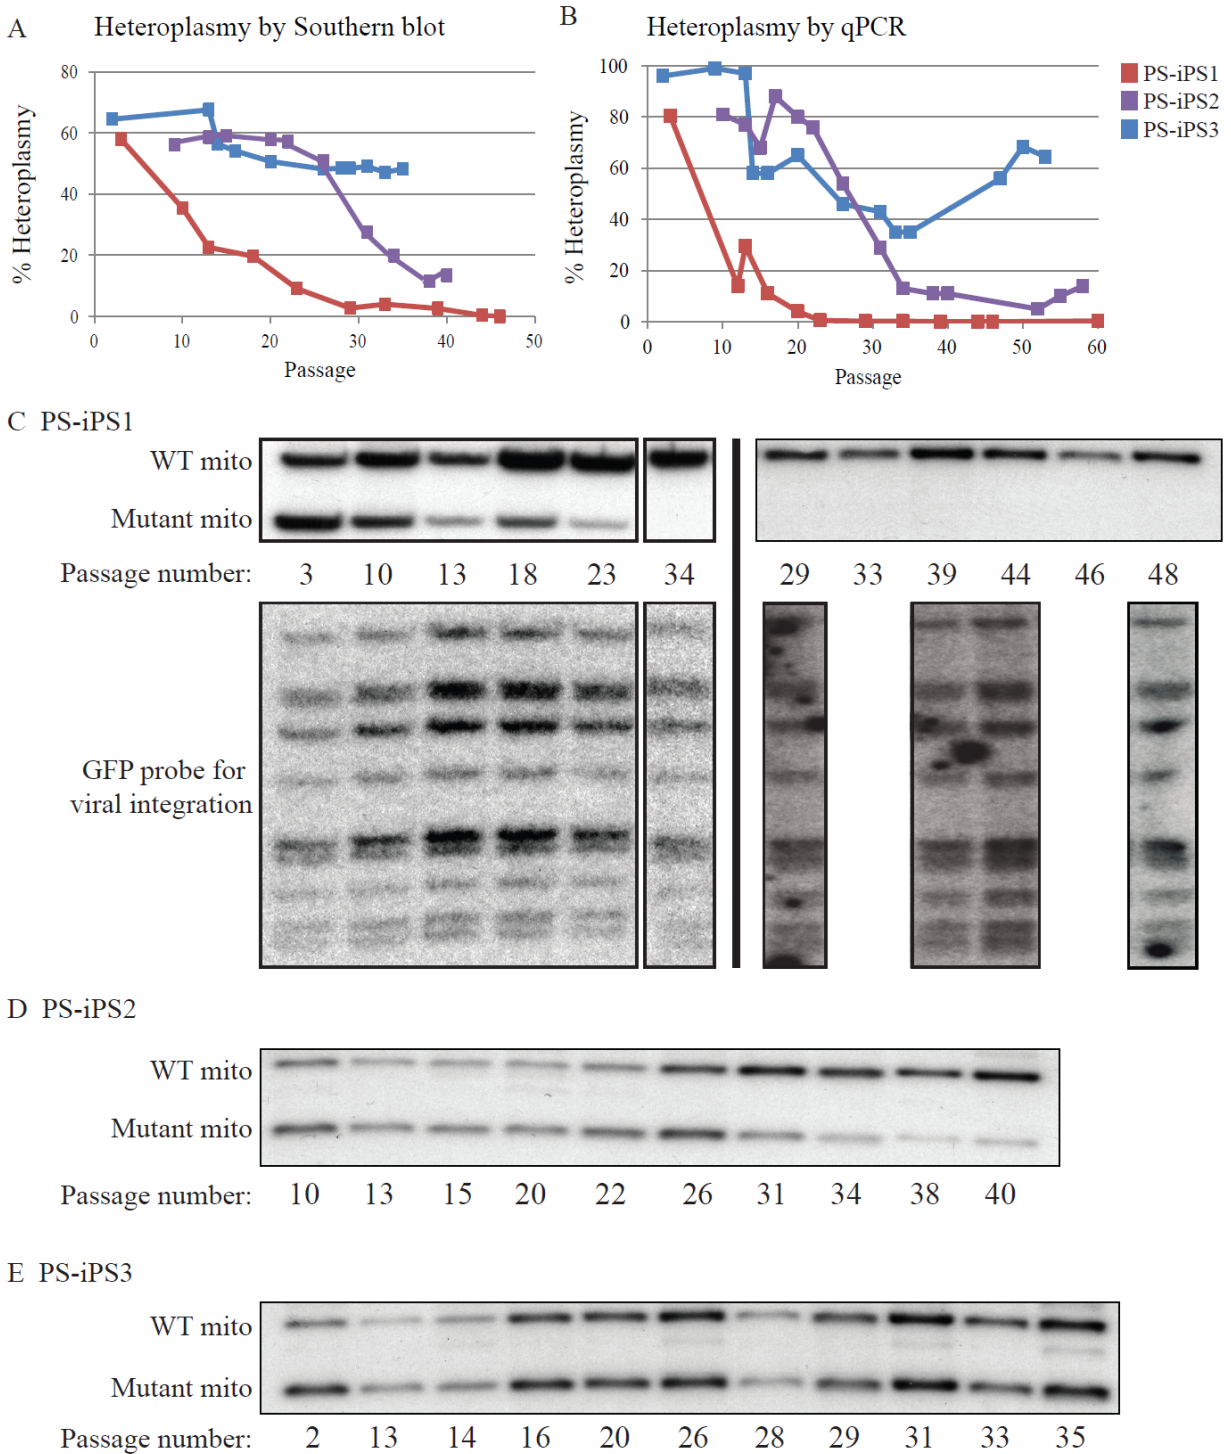 A Heteroplasmy by Southern blot
% Heteroplasmy
80
60
40
20
0
0 10 20 30 40 50
Passage
B Heteroplasmy by qPCR
% Heteroplasmy
100
80
60
40
20
0
0 10 20 30 40 50 60
Passage
PS-iPS1
PS-iPS2
PS-iPS3
C PS-iPS1
WT mito
Mutant mito
Passage number: 3 10 13 18 23 34 29 33 39 44 46 48
GFP probe for
viral integration
D PS-iPS2
WT mito
Mutant mito
Passage number: 10 13 15 20 22 26 31 34 38 40
E PS-iPS3
WT mito
Mutant mito
Passage number: 2 13 14 16 20 26 28 29 31 33 35